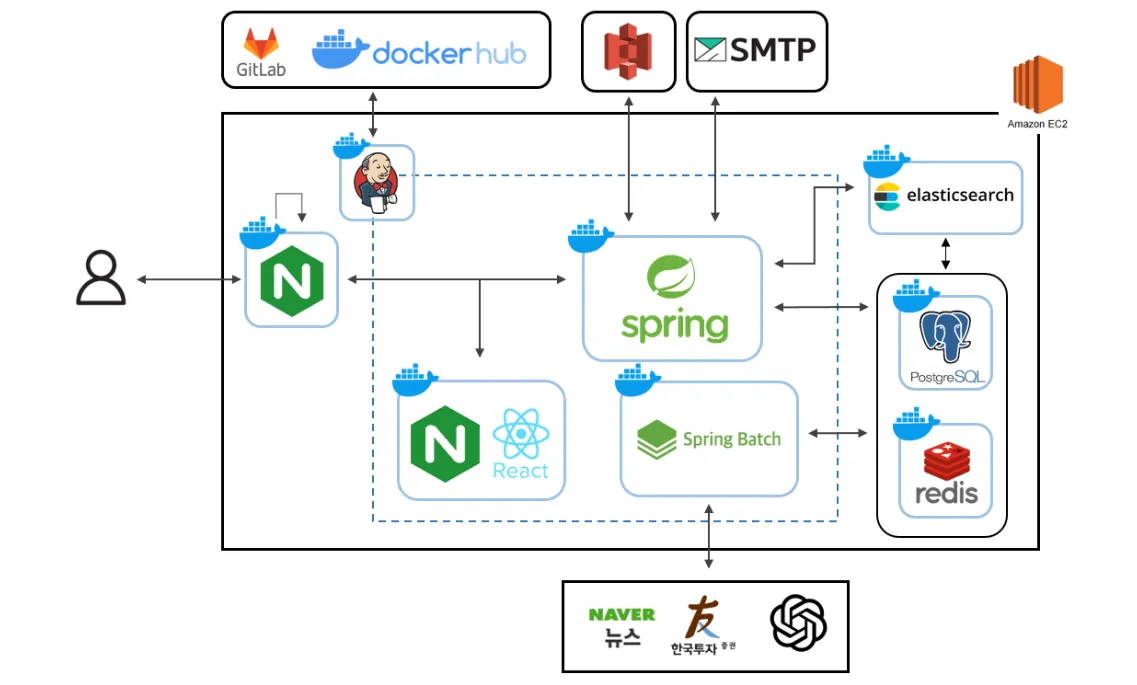 GitLab
docker hub
SMTP
Amazon EC2
elasticsearch
N
spring
PostgreSQL
N
React
Spring Batch
redis
NAVER
뉴스
友
한국투자 증권